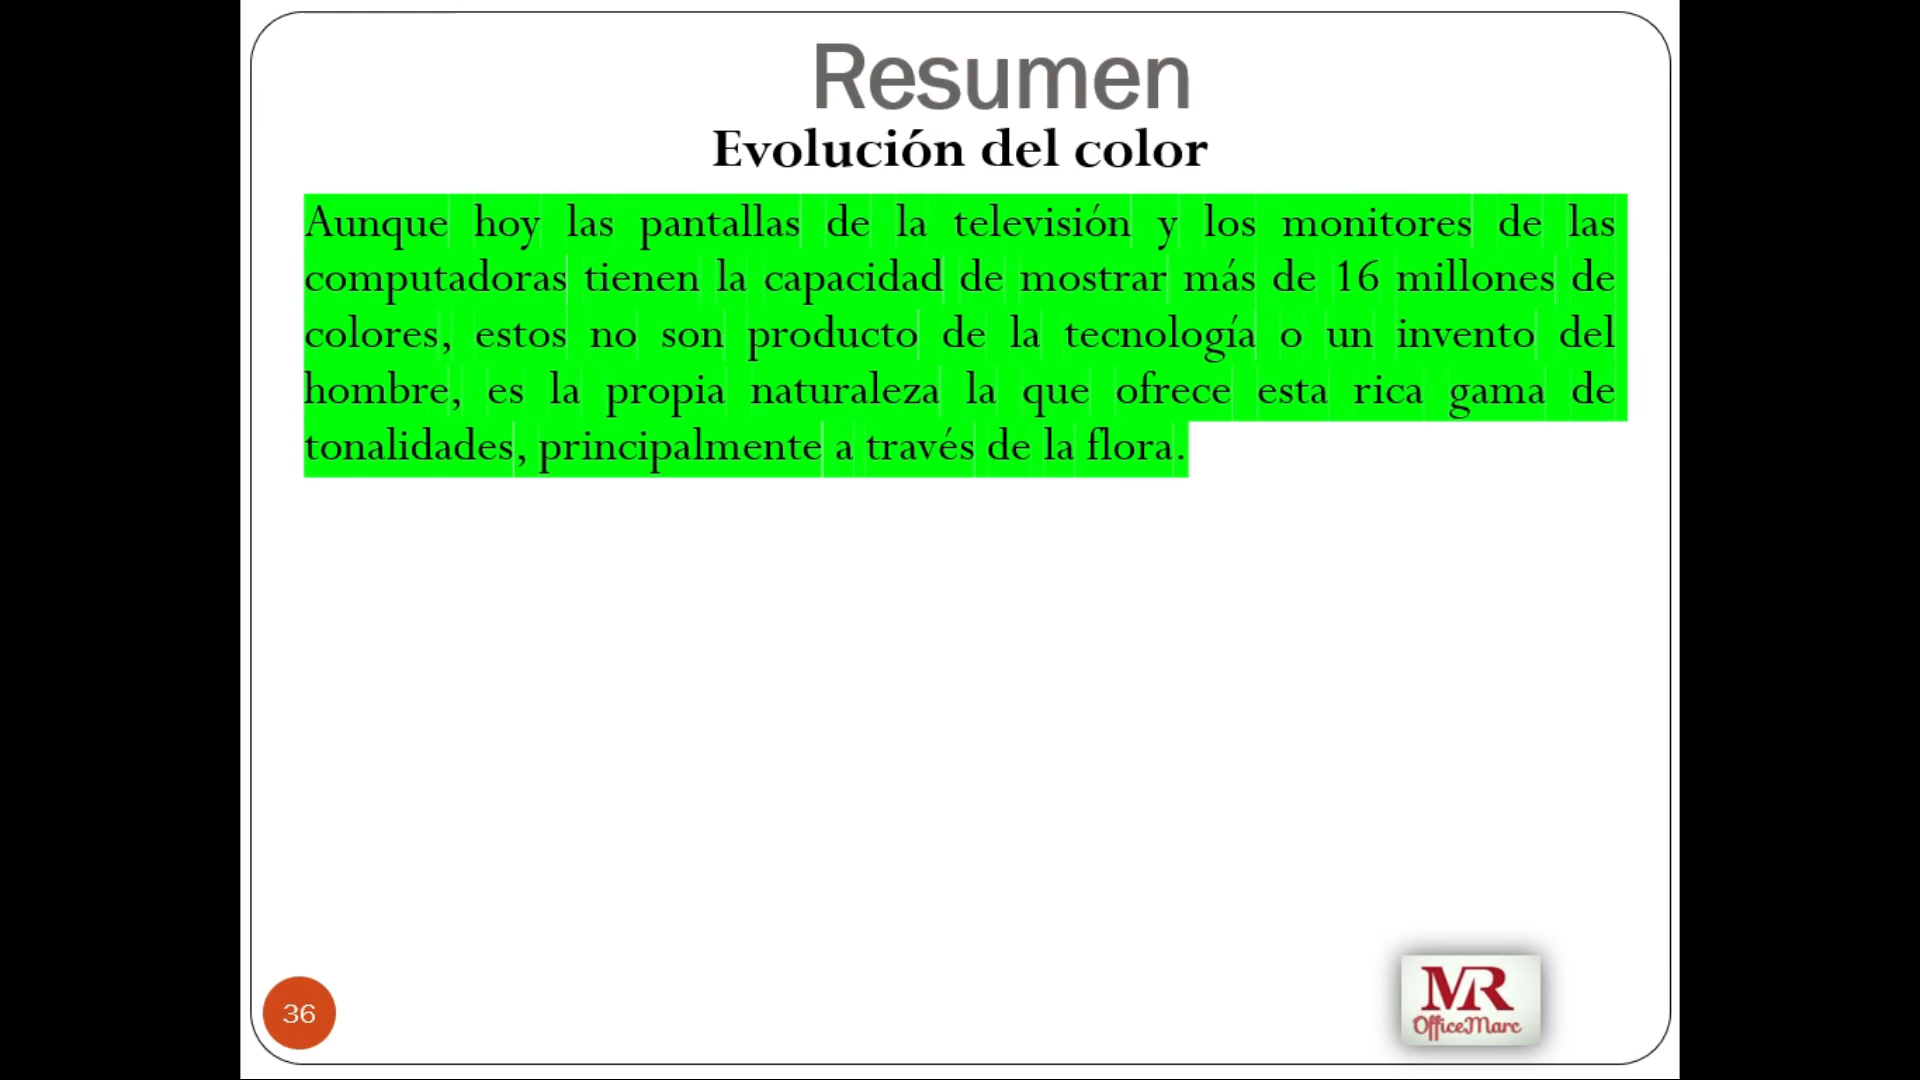 Resumen
Evolución del color
Aunque hoy las pantallas de la televisión y los monitores de las
computadoras tienen la capacidad de mostrar más de 16 millones de
colores, estos no son producto de la tecnología o un invento del
hombre, es la propia naturaleza la que ofrece esta rica gama de
tonalidades, principalmente a través de la flora.
36
MR
OfficeMarc